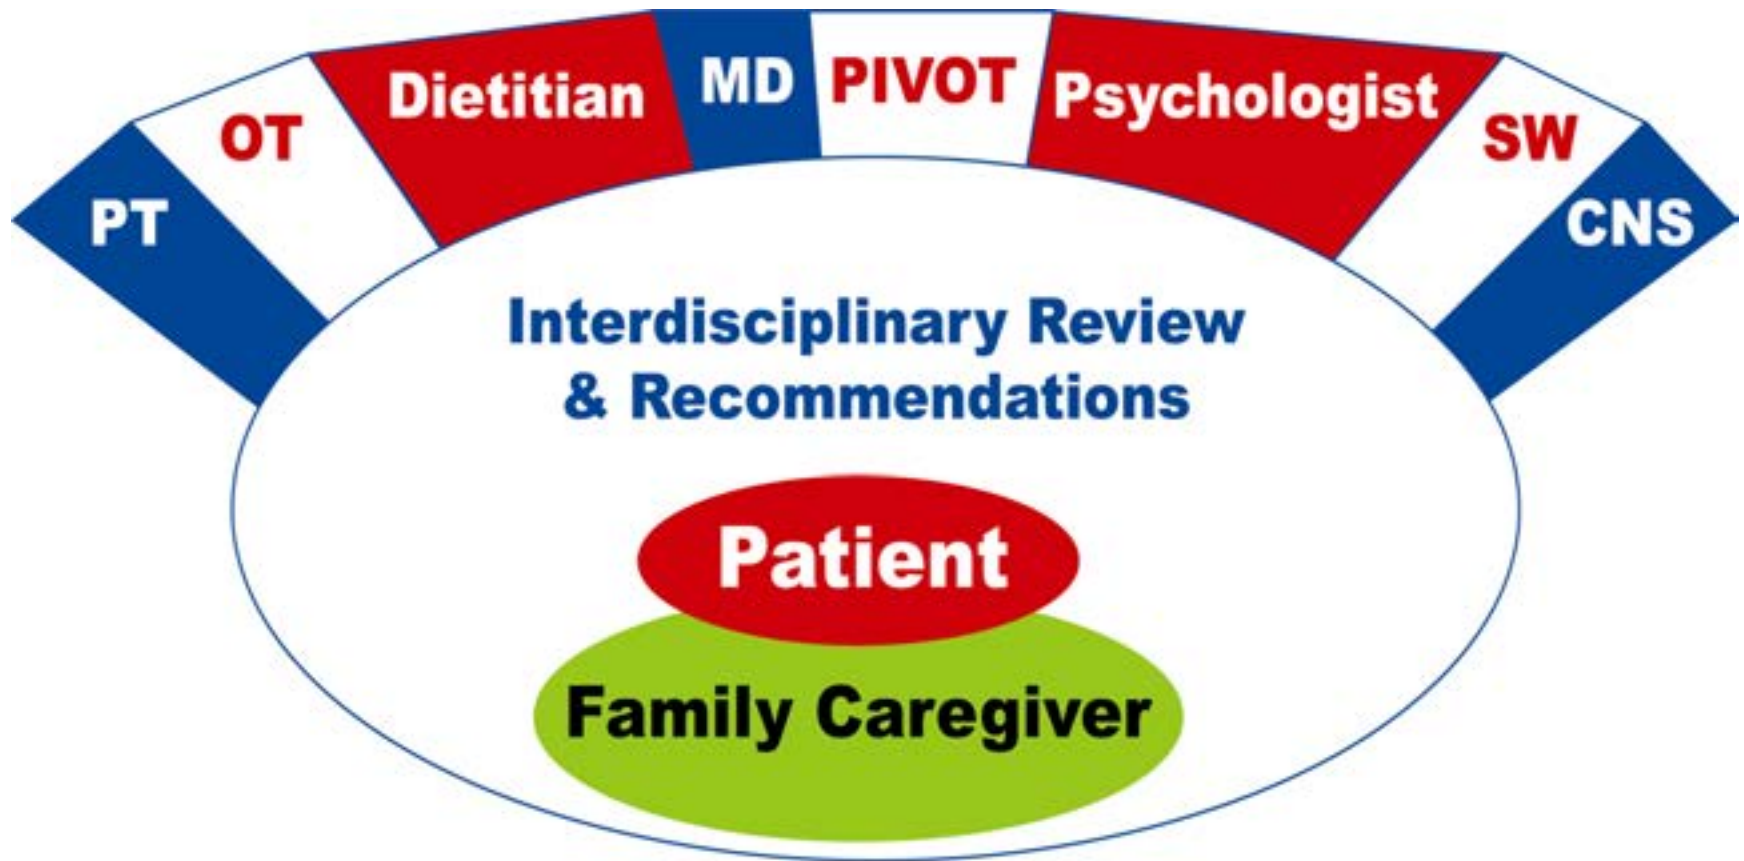 PT
OT
Dietitian
MD
PIVOT
Psychologist
SW
CNS
Interdisciplinary Review
& Recommendations
Patient
Family Caregiver